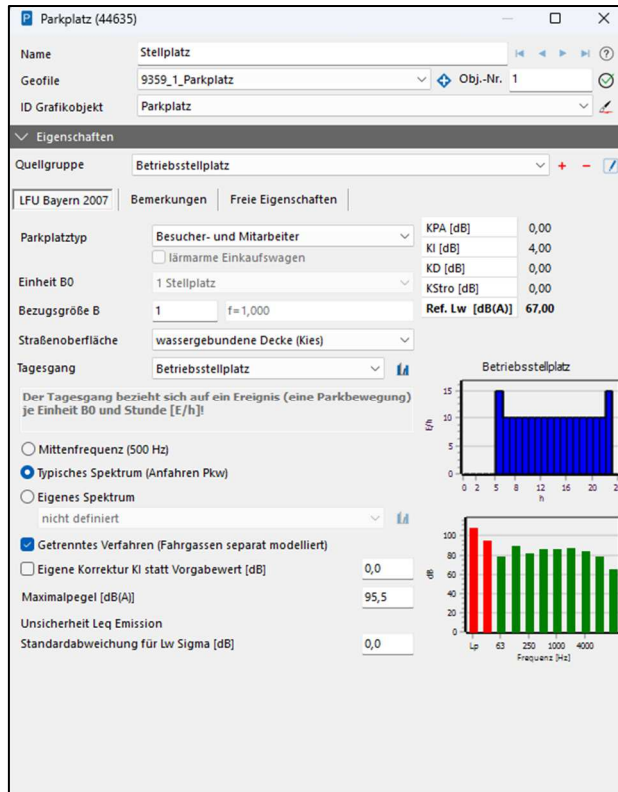 Parkplatz (44635)
Name Stellplatz
Geofile 9359_1_Parkplatz Obj.-Nr. 1
ID Grafikobjekt Parkplatz
Eigenschaften
Quellgruppe Betriebsstellplatz
LFU Bayern 2007 Bemerkungen Freie Eigenschaften
Parkplatztyp Besucher- und Mitarbeiter
lärmarme Einkaufswagen
Einheit B0 1 Stellplatz
Bezugsgröße B 1 f=1,000
Straßenoberfläche wassergebundene Decke (Kies)
Tagesgang Betriebsstellplatz
KPA [dB] 0,00
KI [dB] 4,00
KD [dB] 0,00
KStro [dB] 0,00
Ref. Lw [dB(A)] 67,00
Der Tagesgang bezieht sich auf ein Ereignis (eine Parkbewegung)
je Einheit B0 und Stunde [E/h]!
Mittenfrequenz (500 Hz)
Typisches Spektrum (Anfahren Pkw)
Eigenes Spektrum
nicht definiert
Getrenntes Verfahren (Fahrgassen separat modelliert)
Eigene Korrektur KI statt Vorgabewert [dB] 0,0
Maximalpegel [dB(A)] 95,5
Unsicherheit Leq Emission
Standardabweichung für Lw Sigma [dB] 0,0
Betriebsstellplatz
15
10
5
0
E/h
0 2 5 8 12 16 20
h
100
80
60
40
20
0
dB
Lp 63 250 1000 4000
Frequenz [Hz]